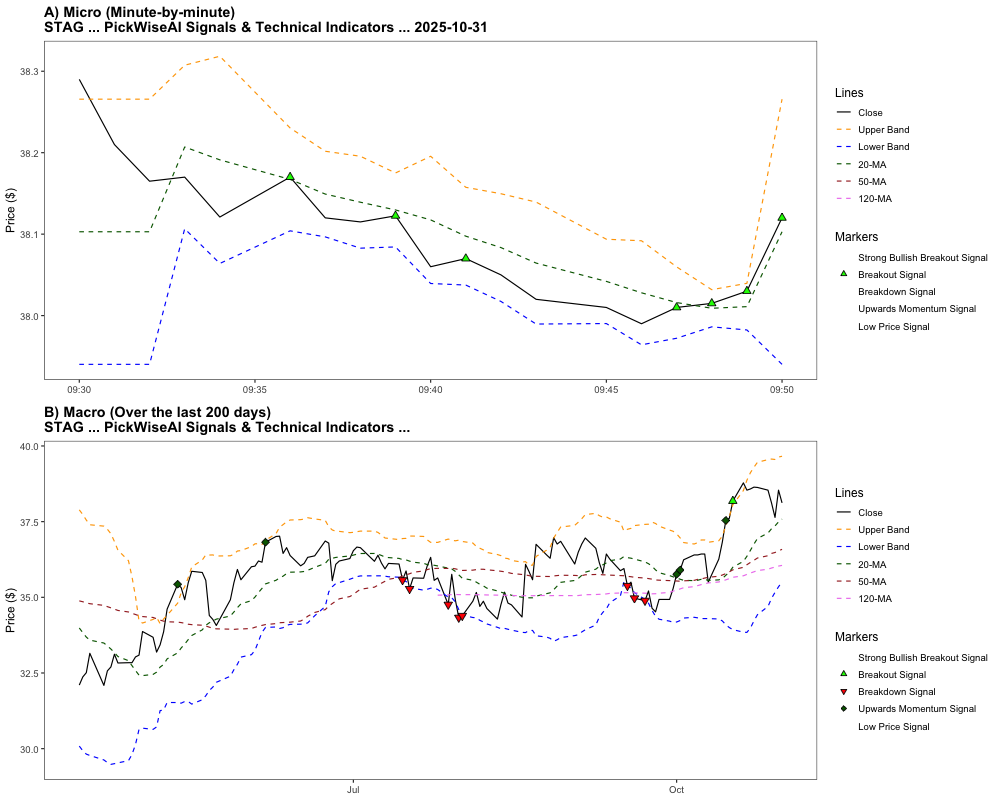 A) Micro (Minute-by-minute)
STAG ... PickWiseAI Signals & Technical Indicators ... 2025-10-31
Price ($)
38.3
38.2
38.1
38.0
09:30
09:35
09:40
09:45
09:50
Lines
Close
Upper Band
Lower Band
20-MA
50-MA
120-MA
Markers
Strong Bullish Breakout Signal
Breakout Signal
Breakdown Signal
Upwards Momentum Signal
Low Price Signal
B) Macro (Over the last 200 days)
STAG ... PickWiseAI Signals & Technical Indicators ...
Price ($)
40.0
37.5
35.0
32.5
30.0
Jul
Oct
Lines
Close
Upper Band
Lower Band
20-MA
50-MA
120-MA
Markers
Strong Bullish Breakout Signal
Breakout Signal
Breakdown Signal
Upwards Momentum Signal
Low Price Signal